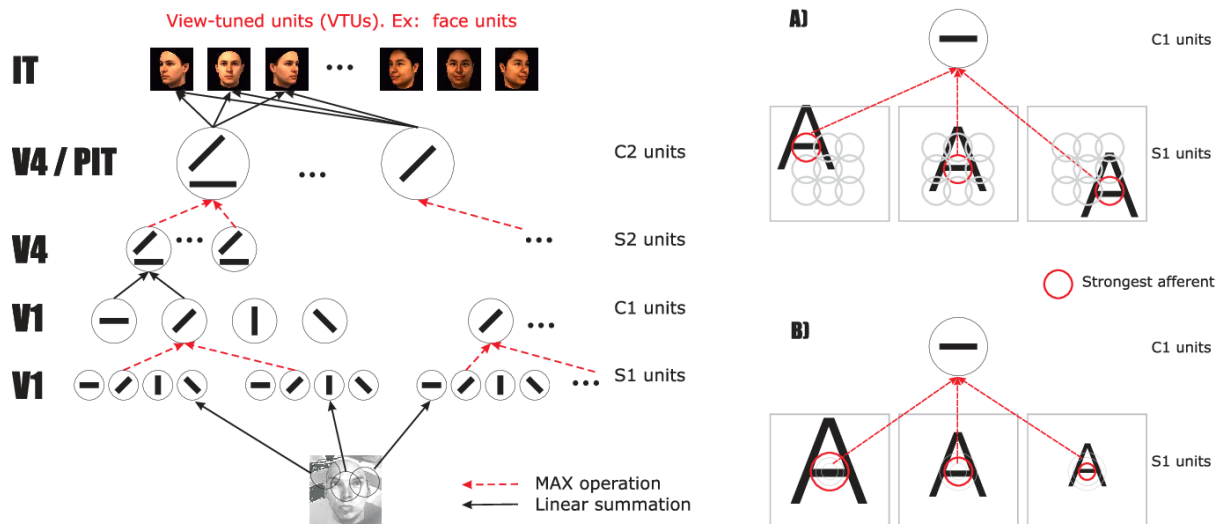 View-tuned units (VTUs). Ex: face units
IT
V4 / PIT
C2 units
V4
S2 units
V1
C1 units
V1
S1 units
MAX operation
Linear summation
A)
C1 units
S1 units
Strongest afferent
B)
C1 units
S1 units